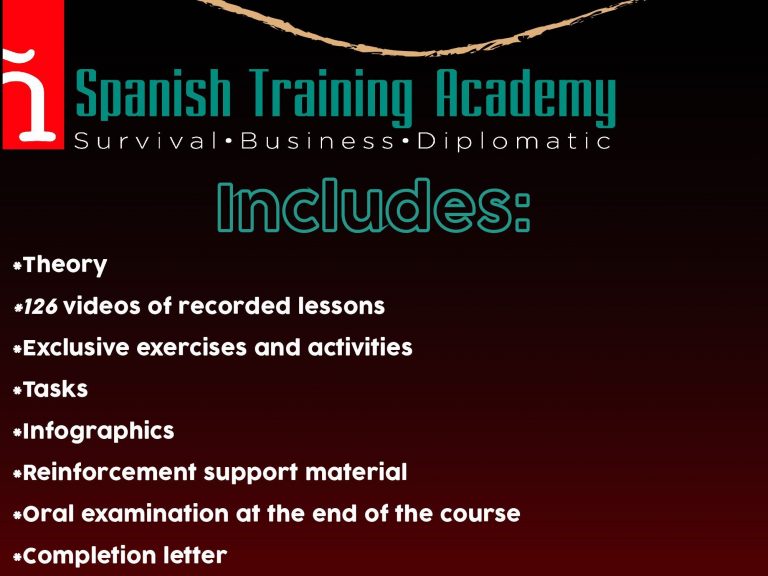 ñ
Spanish Training Academy
Survival•Business•Diplomatic
Includes:
*Theory
*126 videos of recorded lessons
*Exclusive exercises and activities
*Tasks
*Infographics
*Reinforcement support material
*Oral examination at the end of the course
*Completion letter